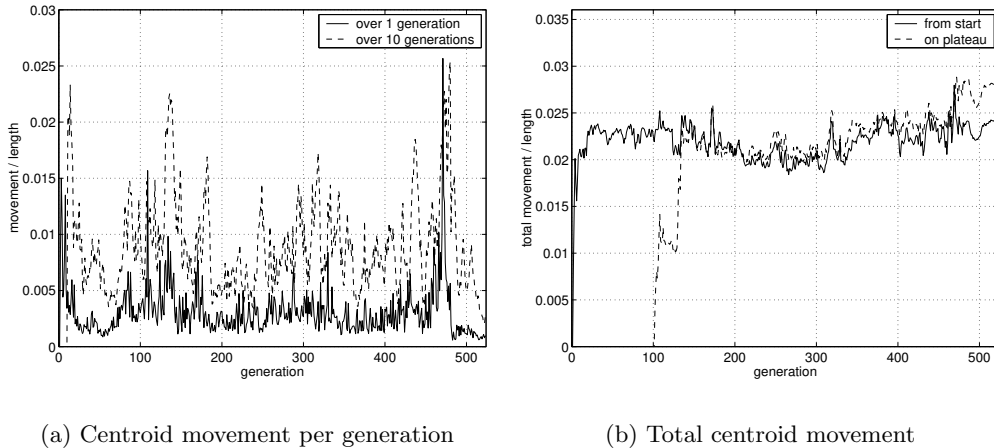 0.03
0.025
0.02
0.015
0.01
0.005
0
movement / length
over 1 generation
over 10 generations
0 100 200 300 400 500
generation
(a) Centroid movement per generation
0.035
0.03
0.025
0.02
0.015
0.01
0.005
0
total movement / length
from start
on plateau
0 100 200 300 400 500
generation
(b) Total centroid movement